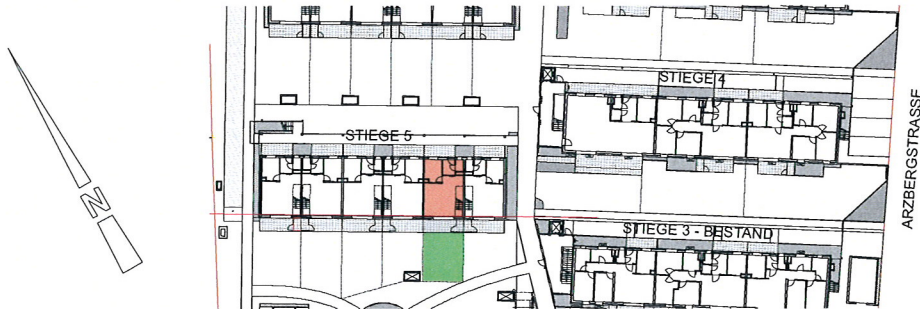 STIEGE 4
STIEGE 5
STIEGE 3 - BESTAND
ARZBERGSTRASSE
N